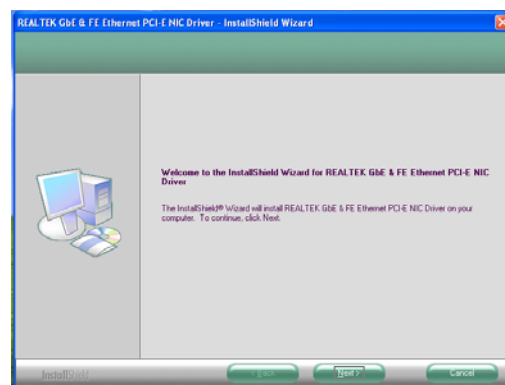 REALTEK GbE & FE Ethernet PCI-E NIC Driver - InstallShield Wizard
Welcome to the InstallShield Wizard for REALTEK GbE & FE Ethernet PCI-E NIC
Driver
The InstallShield® Wizard will install REALTEK GbE & FE Ethernet PCI-E NIC Driver on your
computer. To continue, click Next.
InstallShield
< Back Next > Cancel